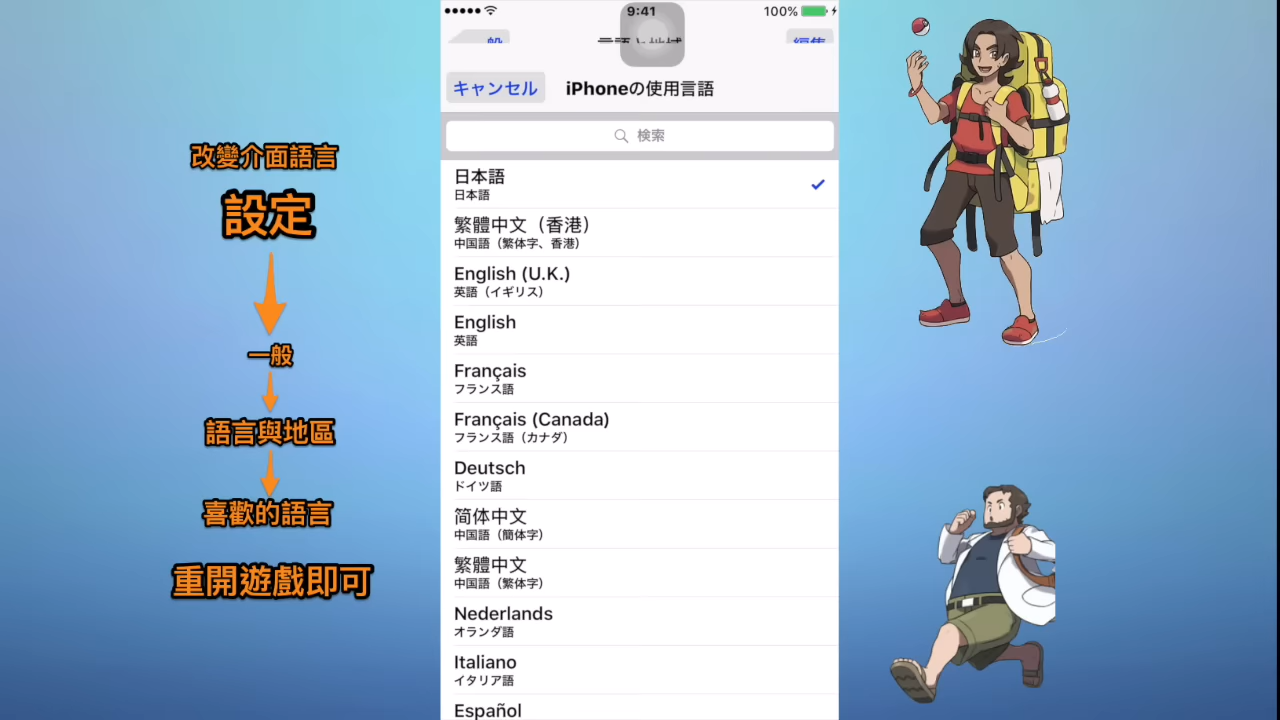 改變介面語言
設定
一般
語言與地區
喜歡的語言
重開遊戲即可
9:41
100%
編集
キャンセル
iPhoneの使用言語
検索
日本語
日本語
繁體中文（香港）
中国語（繁体字、香港）
English (U.K.)
英語（イギリス）
English
英語
Français
フランス語
Français (Canada)
フランス語（カナダ）
Deutsch
ドイツ語
简体中文
中国語（簡体字）
繁體中文
中国語（繁体字）
Nederlands
オランダ語
Italiano
イタリア語
Español